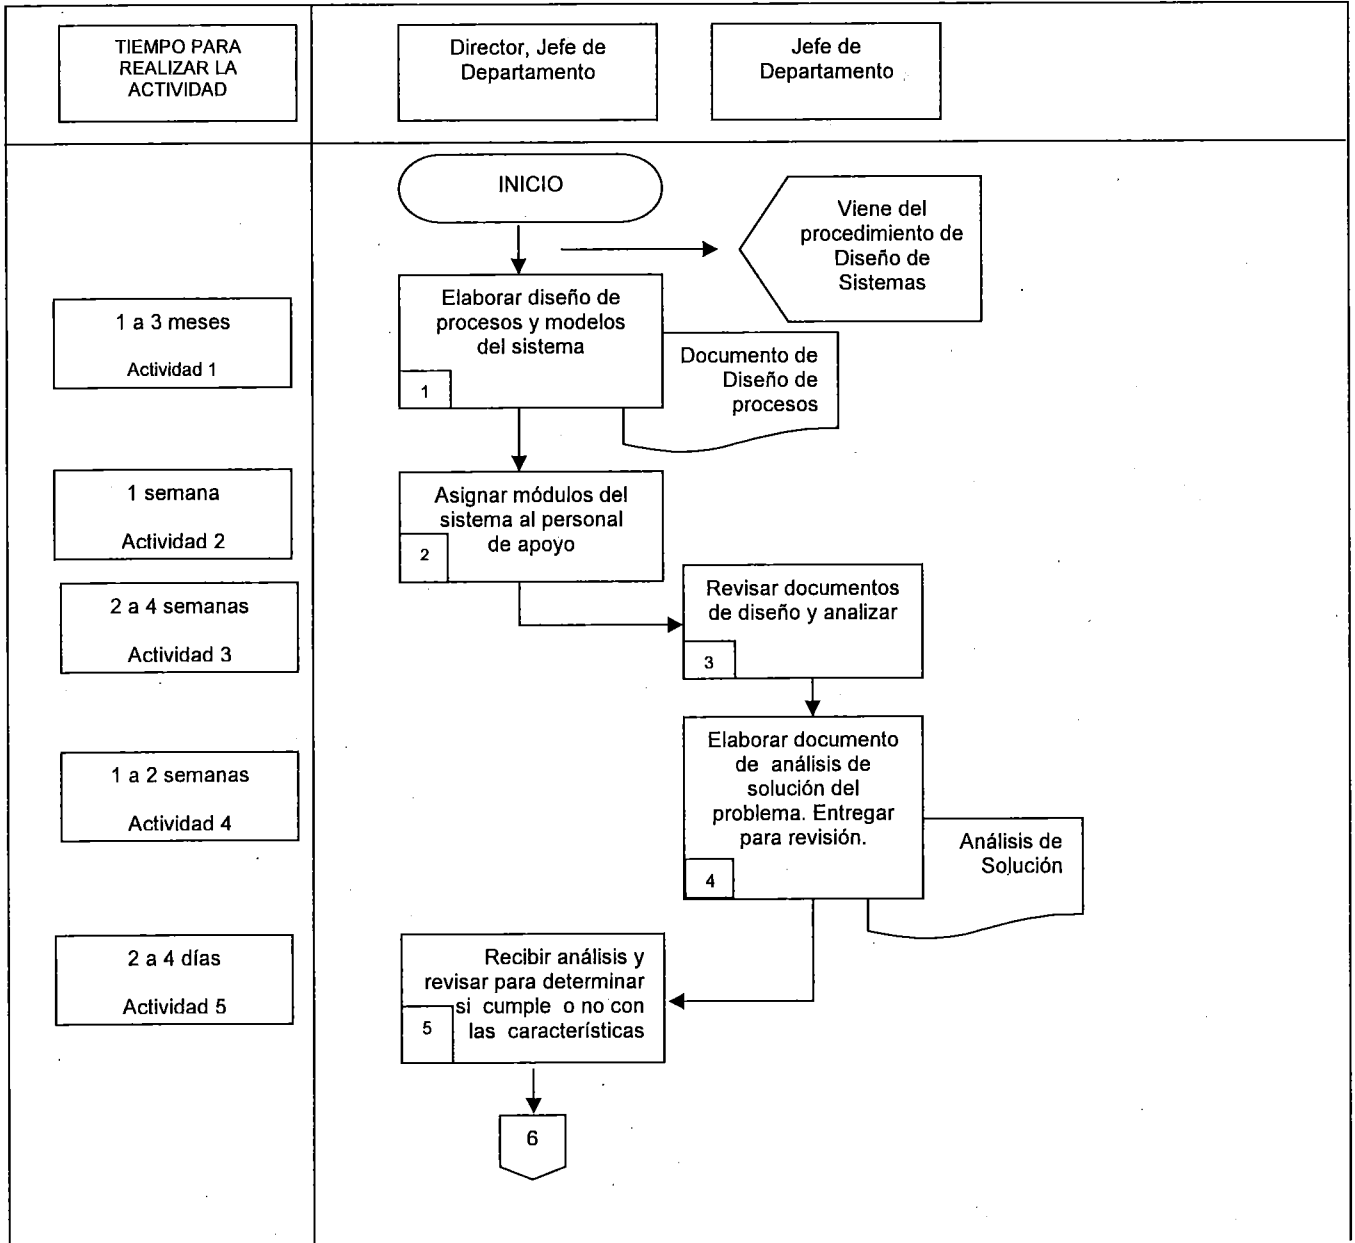 TIEMPO PARA
REALIZAR LA
ACTIVIDAD
Director, Jefe de
Departamento
Jefe de
Departamento
INICIO
Viene del
procedimiento de
Diseño de
Sistemas
1 a 3 meses
Actividad 1
Elaborar diseño de
procesos y modelos
del sistema
1
Documento de
Diseño de
procesos
1 semana
Actividad 2
Asignar módulos del
sistema al personal
de apoyo
2
2 a 4 semanas
Actividad 3
Revisar documentos
de diseño y analizar
3
1 a 2 semanas
Actividad 4
Elaborar documento
de análisis de
solución del
problema. Entregar
para revisión.
4
Análisis de
Solución
2 a 4 días
Actividad 5
Recibir análisis y
revisar para determinar
si cumple o no con
las características
5
6